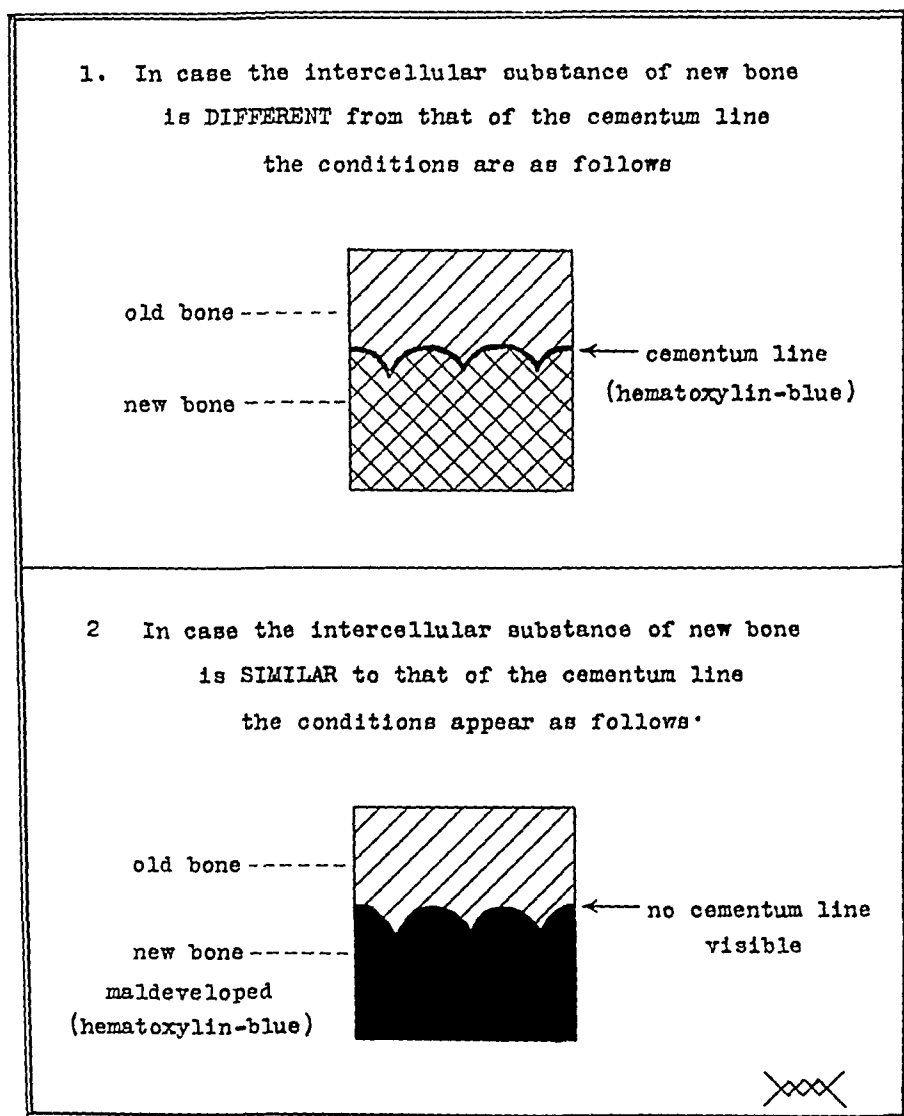 1. In case the intercellular substance of new bone
is DIFFERENT from that of the cementum line
the conditions are as follows
old bone
cementum line
(hematoxylin-blue)
new bone
2 In case the intercellular substance of new bone
is SIMILAR to that of the cementum line
the conditions appear as follows·
old bone
no cementum line
visible
new bone
maldeveloped
(hematoxylin-blue)